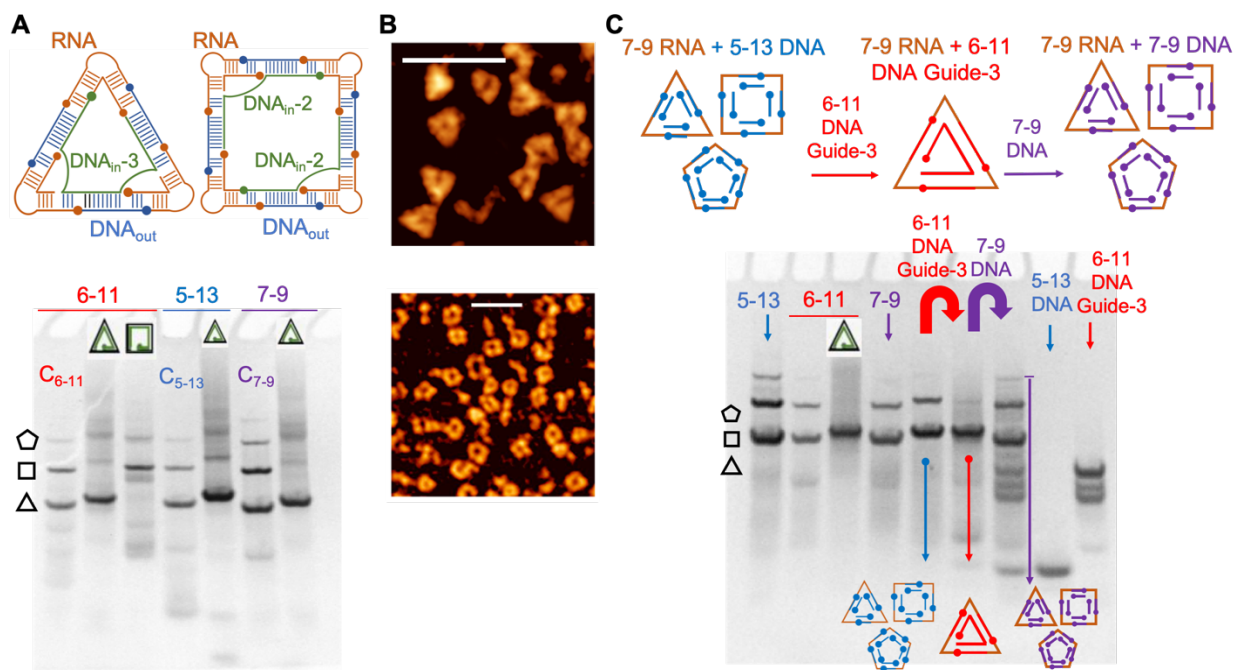 A
RNA
RNA
DNAin-2
DNAin-3
DNAin-2
DNAout
DNAout
6-11
5-13
7-9
C6-11
C5-13
C7-9
B
C
7-9 RNA + 5-13 DNA
7-9 RNA + 6-11
DNA Guide-3
7-9 RNA + 7-9 DNA
6-11
DNA
Guide-3
7-9
DNA
5-13
6-11
7-9
6-11
DNA
Guide-3
7-9
DNA
5-13
DNA
6-11
DNA
Guide-3